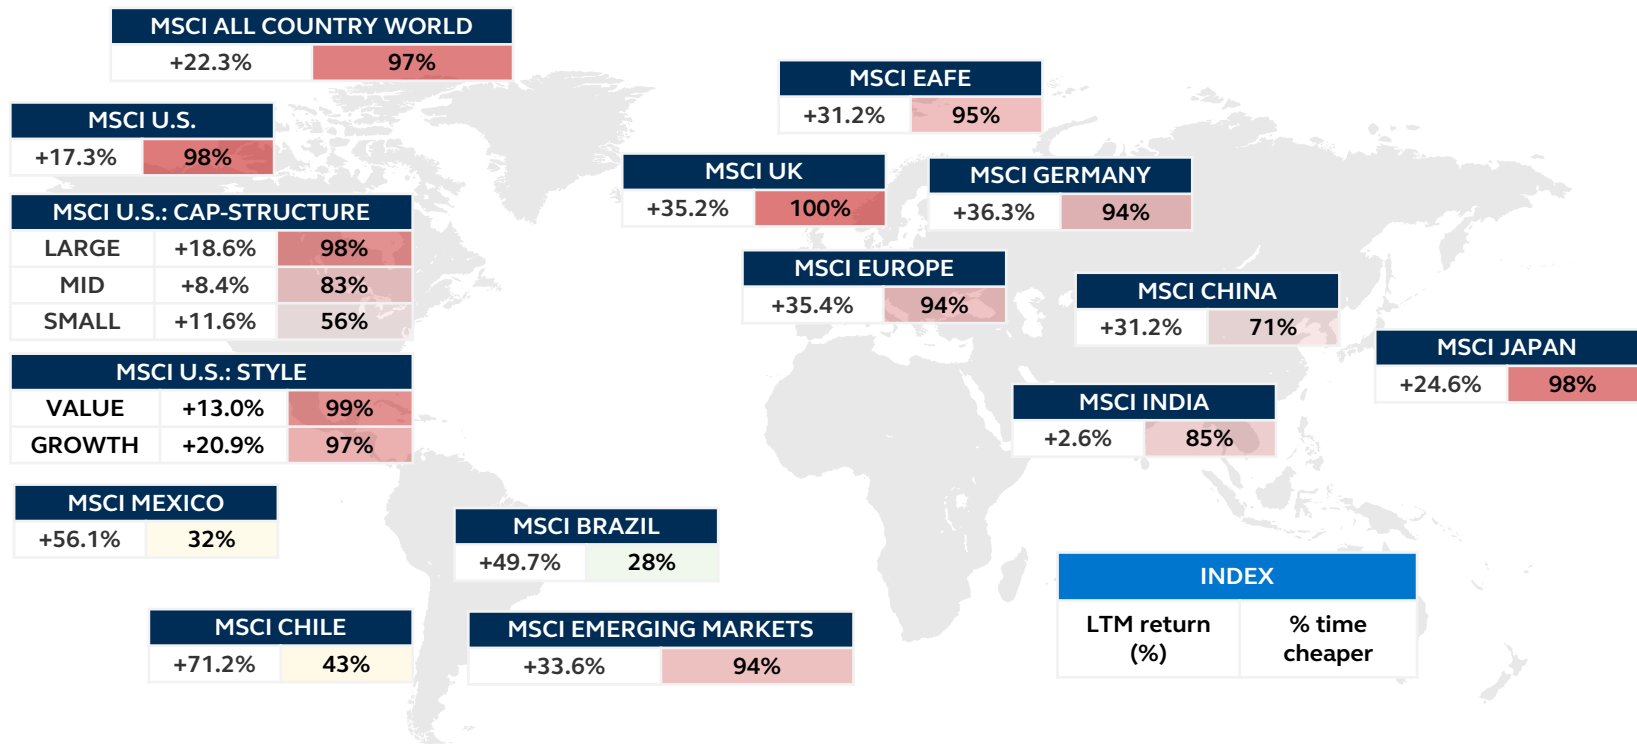 MSCI ALL COUNTRY WORLD
+22.3% 97%
MSCI U.S.
+17.3% 98%
MSCI U.S.: CAP-STRUCTURE
LARGE +18.6% 98%
MID +8.4% 83%
SMALL +11.6% 56%
MSCI U.S.: STYLE
VALUE +13.0% 99%
GROWTH +20.9% 97%
MSCI MEXICO
+56.1% 32%
MSCI BRAZIL
+49.7% 28%
MSCI CHILE
+71.2% 43%
MSCI EMERGING MARKETS
+33.6% 94%
MSCI EAFE
+31.2% 95%
MSCI UK
+35.2% 100%
MSCI GERMANY
+36.3% 94%
MSCI EUROPE
+35.4% 94%
MSCI CHINA
+31.2% 71%
MSCI JAPAN
+24.6% 98%
MSCI INDIA
+2.6% 85%
INDEX
LTM return % time
(%) cheaper